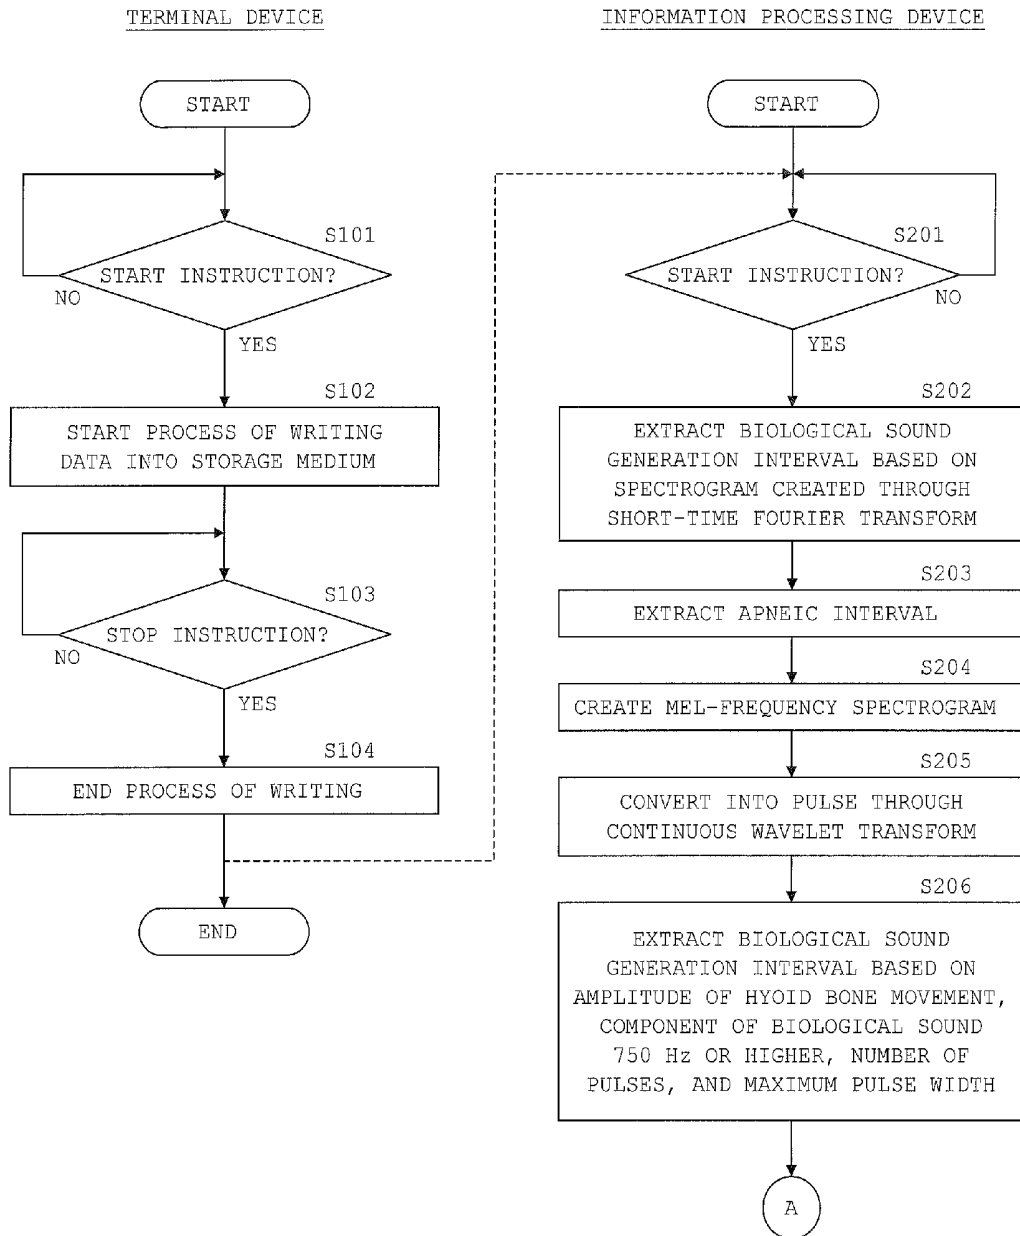 TERMINAL DEVICE
START
S101
START INSTRUCTION?
NO
YES
S102
START PROCESS OF WRITING
DATA INTO STORAGE MEDIUM
S103
STOP INSTRUCTION?
NO
YES
S104
END PROCESS OF WRITING
END
INFORMATION PROCESSING DEVICE
START
S201
START INSTRUCTION?
NO
YES
S202
EXTRACT BIOLOGICAL SOUND
GENERATION INTERVAL BASED ON
SPECTROGRAM CREATED THROUGH
SHORT-TIME FOURIER TRANSFORM
S203
EXTRACT APNEIC INTERVAL
S204
CREATE MEL-FREQUENCY SPECTROGRAM
S205
CONVERT INTO PULSE THROUGH
CONTINUOUS WAVELET TRANSFORM
S206
EXTRACT BIOLOGICAL SOUND
GENERATION INTERVAL BASED ON
AMPLITUDE OF HYOID BONE MOVEMENT,
COMPONENT OF BIOLOGICAL SOUND
750 Hz OR HIGHER, NUMBER OF
PULSES, AND MAXIMUM PULSE WIDTH
A